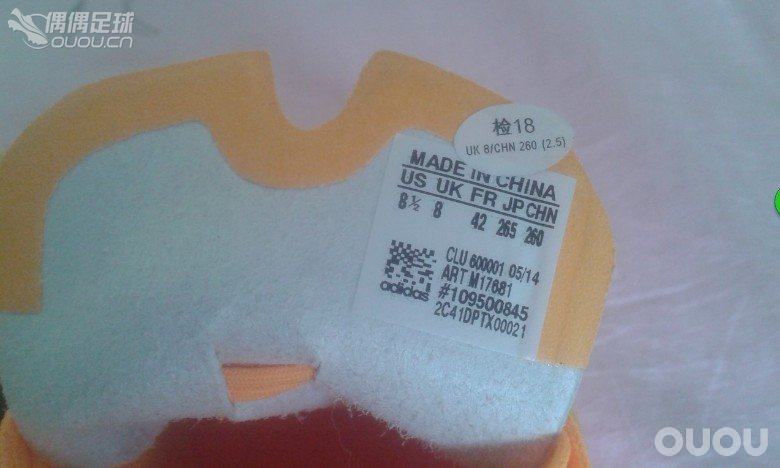 偶偶足球
OUOU.CN
检18
UK 8/CHN 260 (2.5)
MADE IN CHINA
US UK FR JP CHN
8½ 8 42 265 260
CLU 600001 05/14
ART M17681
#109500845
2C41DPTX00021
adidas
OUOU